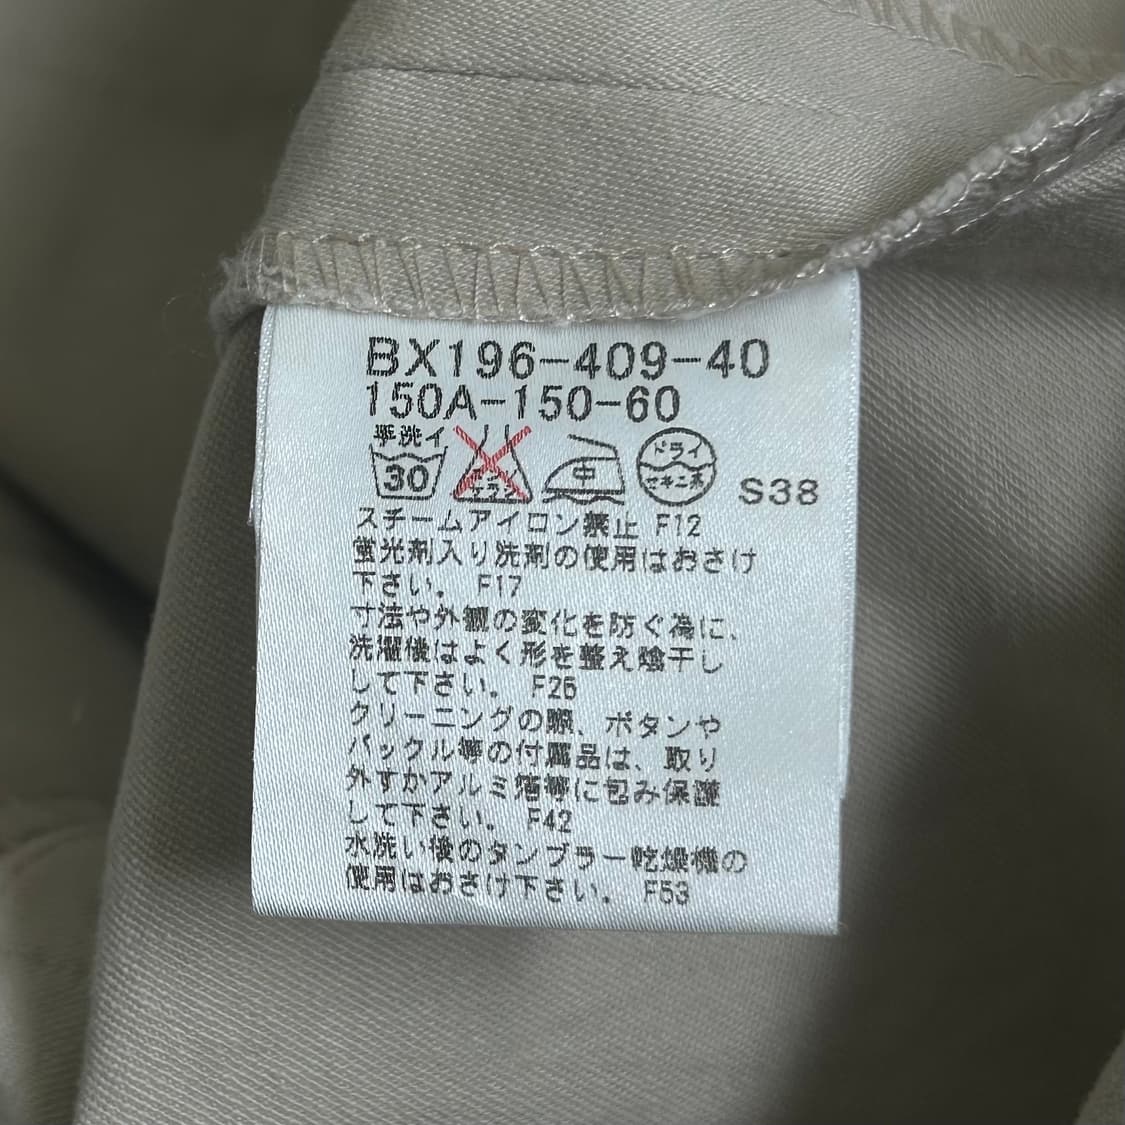 BX196-409-40
150A-150-60
手洗イ
30
エンソ
サラシ
中
ドライ
セキユ系
S38
スチームアイロン禁止 F12
蛍光剤入り洗剤の使用はおさけ
下さい。 F17
寸法や外観の変化を防ぐ為に、
洗濯後はよく形を整え陰干し
して下さい。 F26
クリーニングの際、ボタンや
バックル等の付属品は、取り
外すかアルミ箔等に包み保護
して下さい。 F42
水洗い後のタンブラー乾燥機の
使用はおさけ下さい。 F53